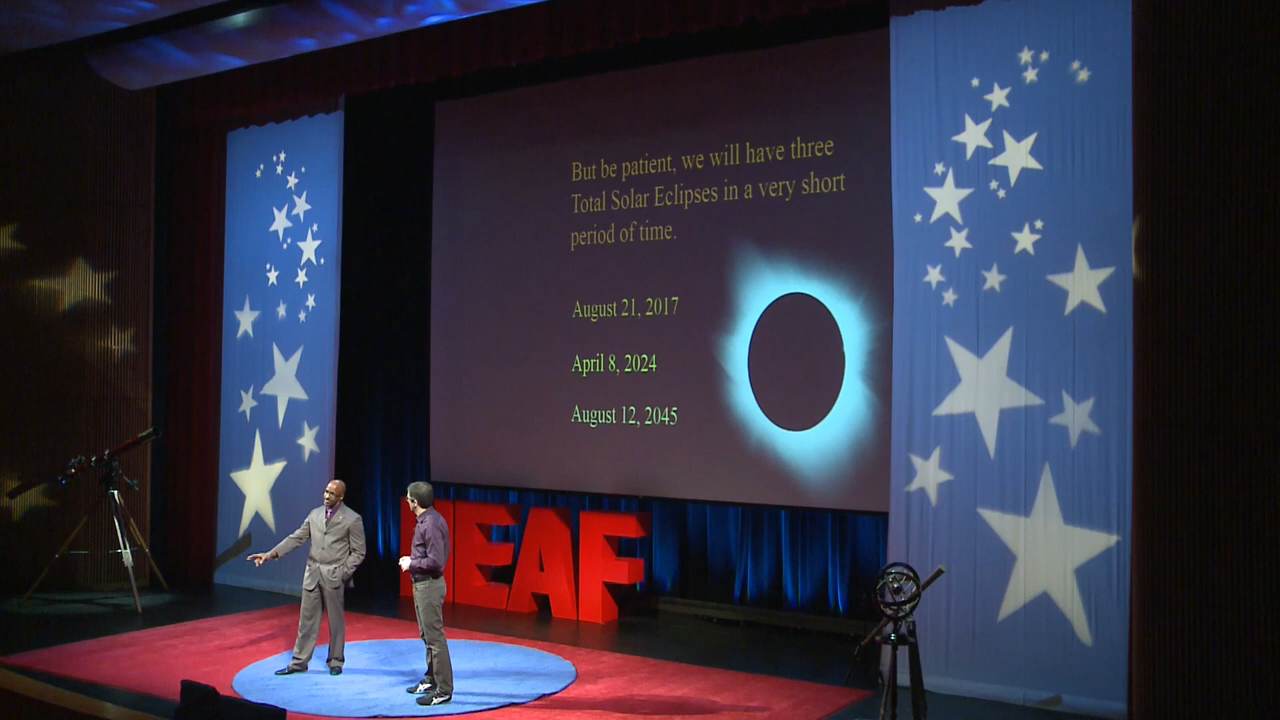 But be patient, we will have three
Total Solar Eclipses in a very short
period of time.
August 21, 2017
April 8, 2024
August 12, 2045
NEAF